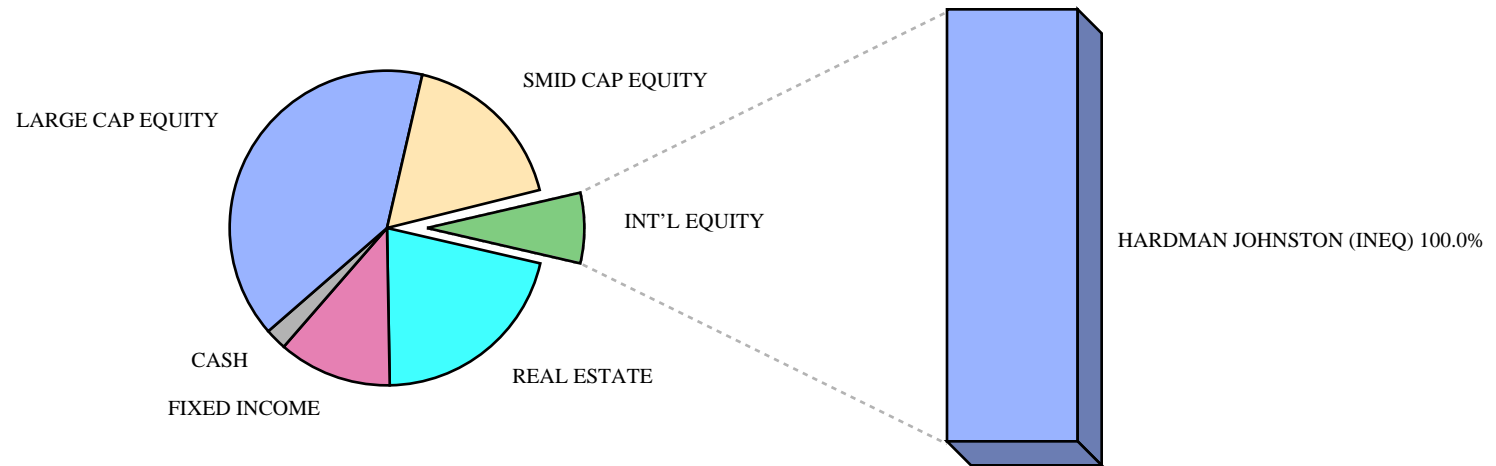 SMID CAP EQUITY
LARGE CAP EQUITY
INT'L EQUITY
HARDMAN JOHNSTON (INEQ) 100.0%
CASH
REAL ESTATE
FIXED INCOME